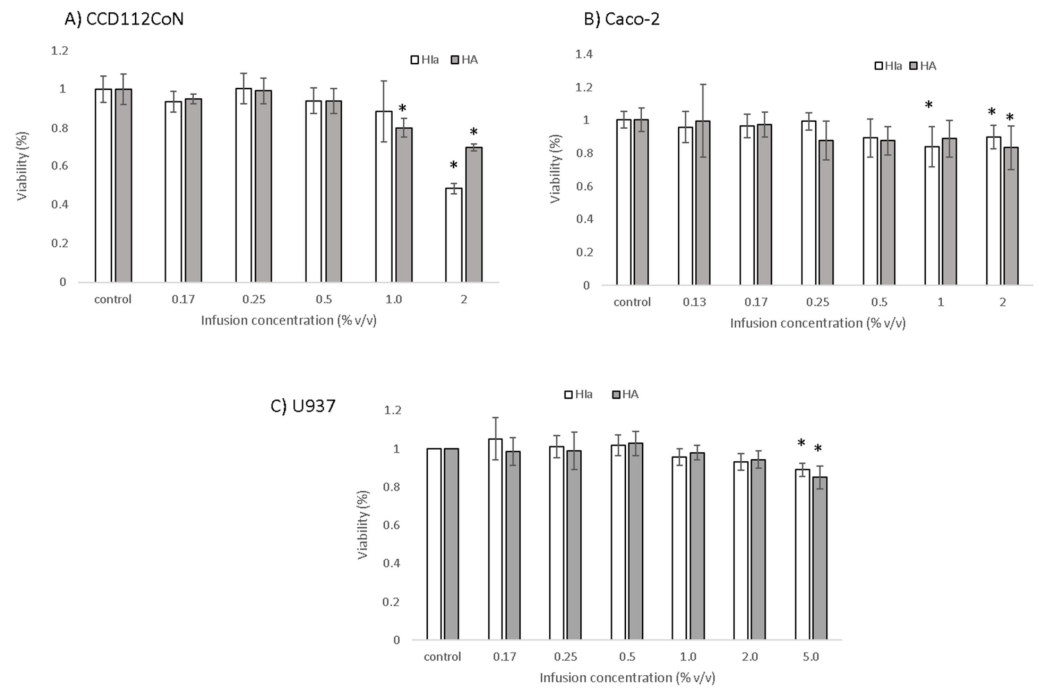 A) CCD112CoN
1.2
1
0.8
0.6
0.4
0.2
0
Viability (%)
HIa HA
* * *
control 0.17 0.25 0.5 1.0 2
Infusion concentration (% v/v)
B) Caco-2
1.4
1.2
1
0.8
0.6
0.4
0.2
0
Viability (%)
HIa HA
* * *
control 0.13 0.17 0.25 0.5 1 2
Infusion concentration (% v/v)
C) U937
1.2
1
0.8
0.6
0.4
0.2
0
Viability (%)
HIa HA
* *
control 0.17 0.25 0.5 1.0 2.0 5.0
Infusion concentration (% v/v)